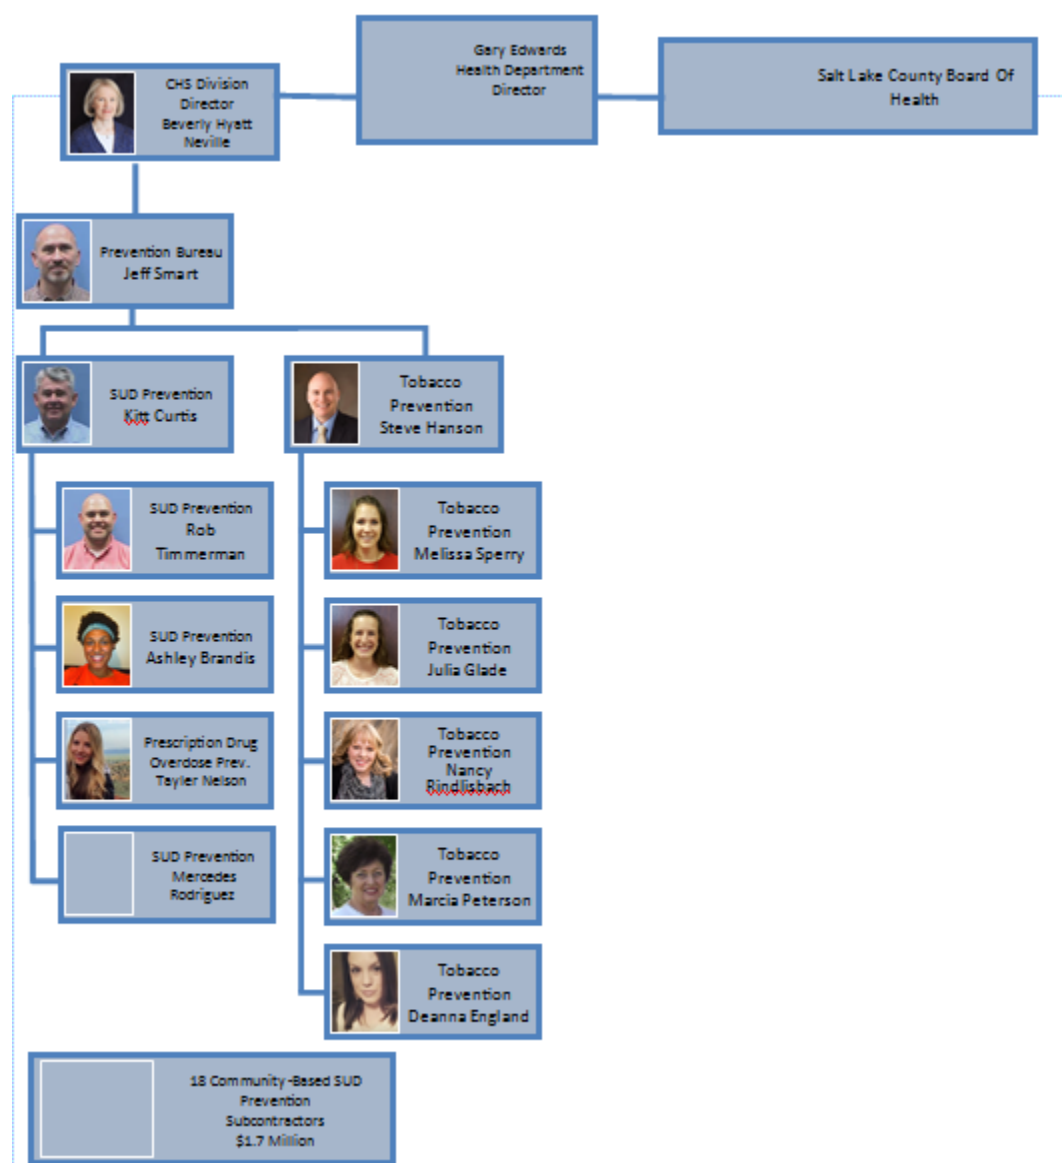 Gary Edwards
Health Department
Director
Salt Lake County Board Of
Health
CHS Division
Director
Beverly Hyatt
Neville
Prevention Bureau
Jeff Smart
SUD Prevention
Kitt Curtis
Tobacco
Prevention
Steve Hanson
SUD Prevention
Rob
Timmerman
Tobacco
Prevention
Melissa Sperry
SUD Prevention
Ashley Brandis
Tobacco
Prevention
Julia Glade
Prescription Drug
Overdose Prev.
Tayler Nelson
Tobacco
Prevention
Nancy
Rindlisbach
SUD Prevention
Mercedes
Rodriguez
Tobacco
Prevention
Marcia Peterson
Tobacco
Prevention
Deanna England
18 Community -Based SUD
Prevention
Subcontractors
$1.7 Million